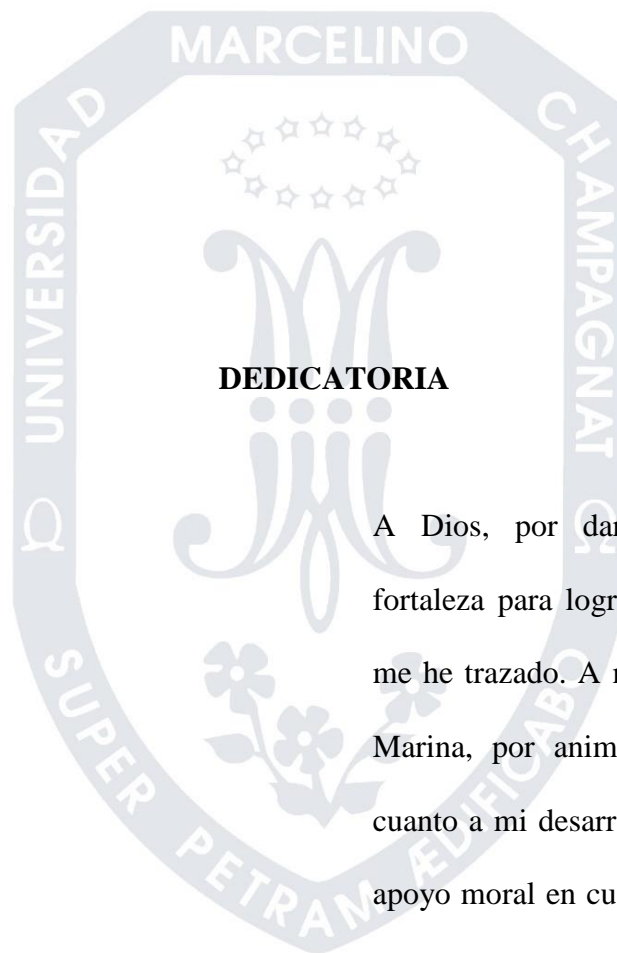 MARCELINO
UNIVERSIDAD
CHAMPAGNAT
DEDICATORIA
A Dios, por
fortaleza para
me he trazado. A
Marina, por
cuanto a mi
apoyo moral en
SUPER PETRAM ÆDIFICABO